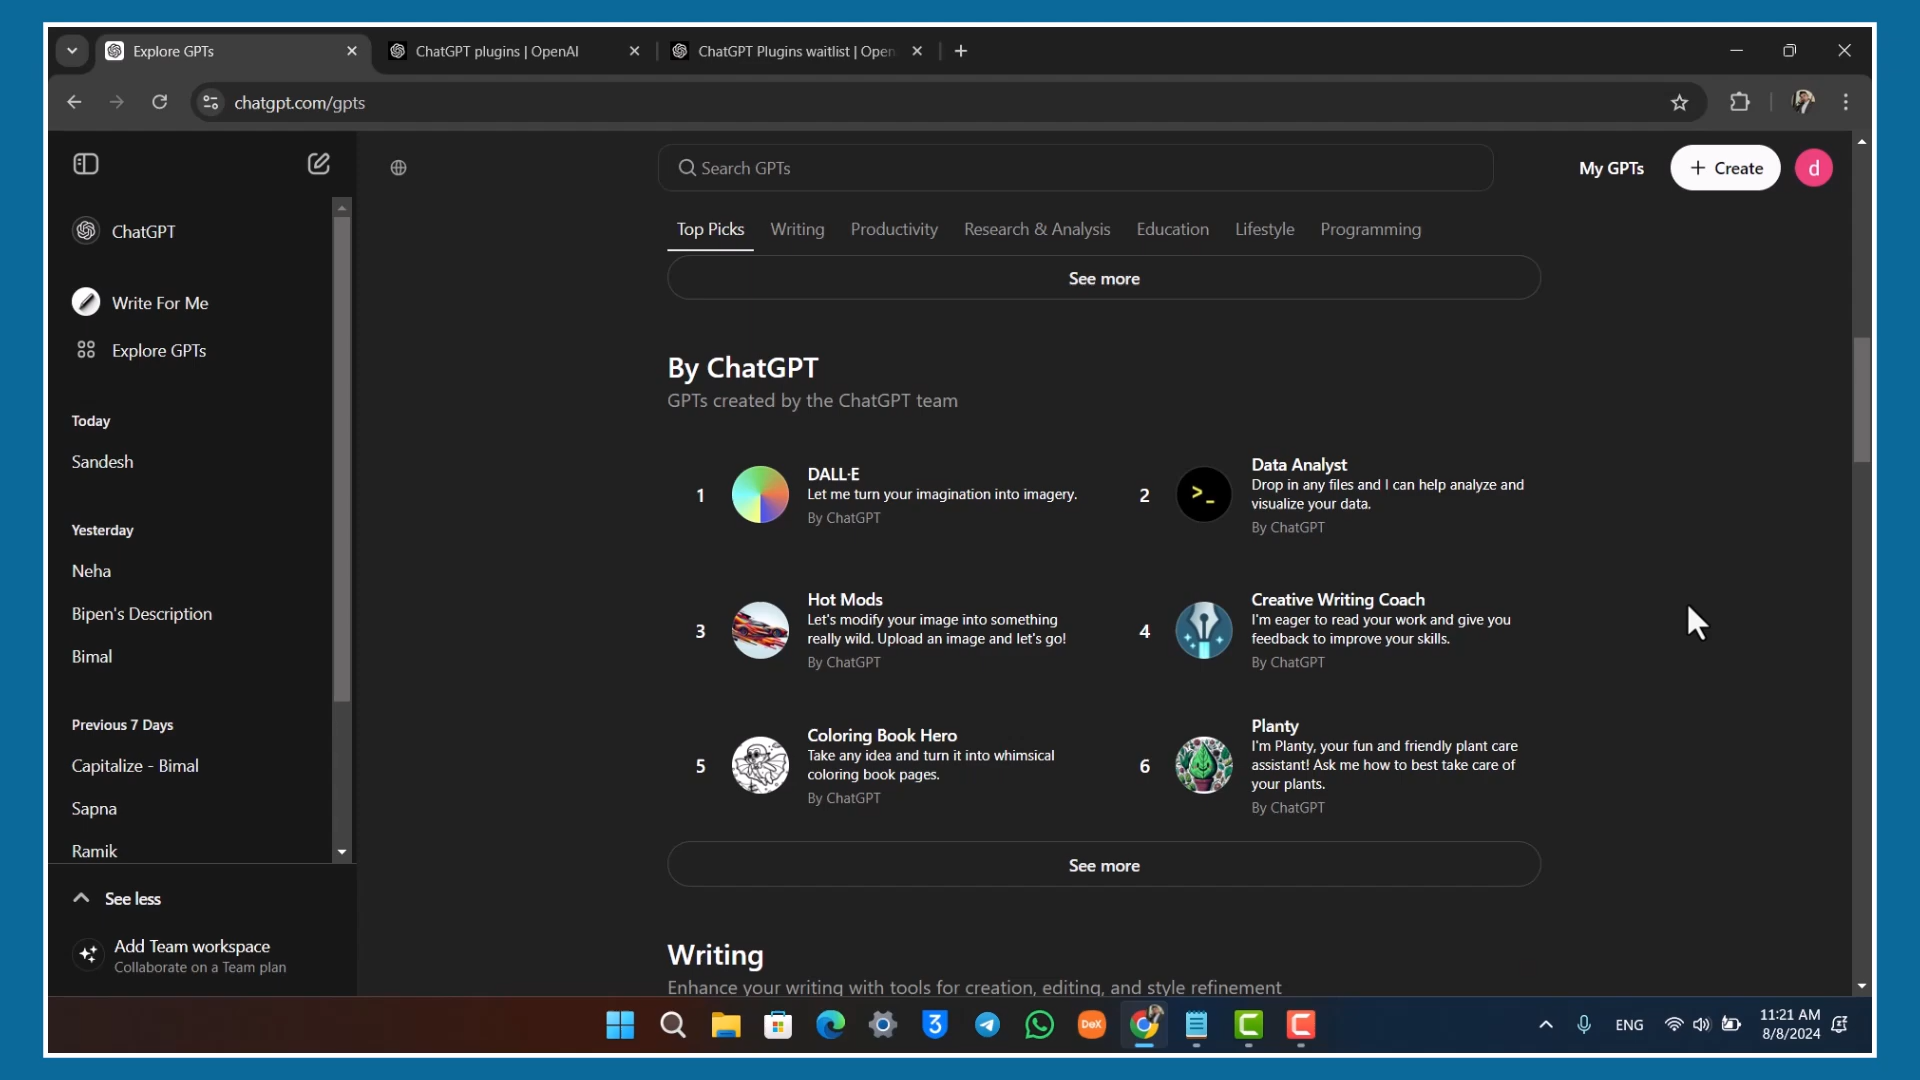 Explore GPTs
ChatGPT plugins | OpenAI
ChatGPT Plugins waitlist | Open
chatgpt.com/gpts
Search GPTs
My GPTs
+ Create
d
ChatGPT
Write For Me
Explore GPTs
Today
Sandesh
Yesterday
Neha
Bipen's Description
Bimal
Previous 7 Days
Capitalize - Bimal
Sapna
Ramik
See less
Add Team workspace
Collaborate on a Team plan
Top Picks Writing Productivity Research & Analysis Education Lifestyle Programming
See more
By ChatGPT
GPTs created by the ChatGPT team
1
DALL·E
Let me turn your imagination into imagery.
By ChatGPT
2
Data Analyst
Drop in any files and I can help analyze and
visualize your data.
By ChatGPT
3
Hot Mods
Let's modify your image into something
really wild. Upload an image and let's go!
By ChatGPT
4
Creative Writing Coach
I'm eager to read your work and give you
feedback to improve your skills.
By ChatGPT
5
Coloring Book Hero
Take any idea and turn it into whimsical
coloring book pages.
By ChatGPT
6
Planty
I'm Planty, your fun and friendly plant care
assistant! Ask me how to best take care of
your plants.
By ChatGPT
See more
Writing
Enhance your writing with tools for creation, editing, and style refinement
3
DeX
ENG
11:21 AM
8/8/2024